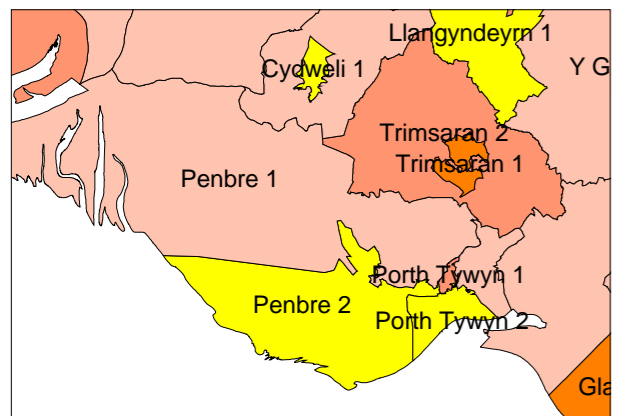 Llangyndeyrn 1
Cydweli 1
Y G
Trimsaran 2
Trimsaran 1
Penbre 1
Porth Tywyn 1
Penbre 2
Porth Tywyn 2
Gla